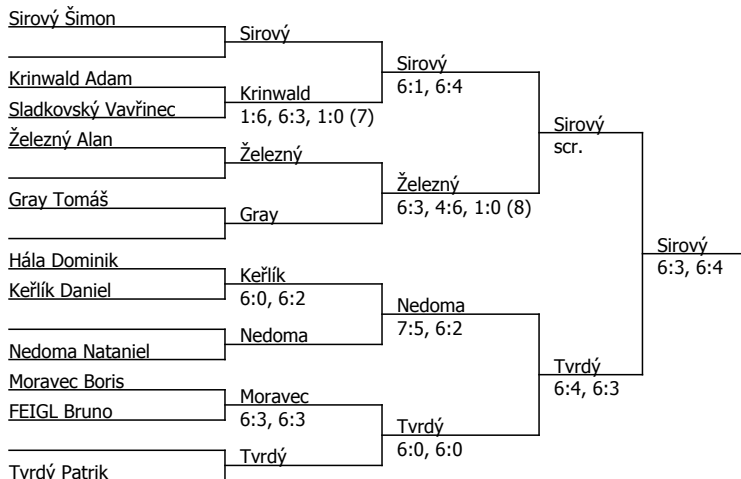 Sirový Šimon
Sirový
Sirový
6:1, 6:4
Krinwald Adam
Krinwald
1:6, 6:3, 1:0 (7)
Sladkovský Vavřinec
Sirový
scr.
Železný Alan
Železný
Železný
6:3, 4:6, 1:0 (8)
Gray Tomáš
Gray
Sirový
6:3, 6:4
Hála Dominik
Keřlík
6:0, 6:2
Keřlík Daniel
Nedoma
7:5, 6:2
Nedoma
Nedoma Nataniel
Tvrdý
6:4, 6:3
Moravec Boris
Moravec
6:3, 6:3
FEIGL Bruno
Tvrdý
6:0, 6:0
Tvrdý
Tvrdý Patrik